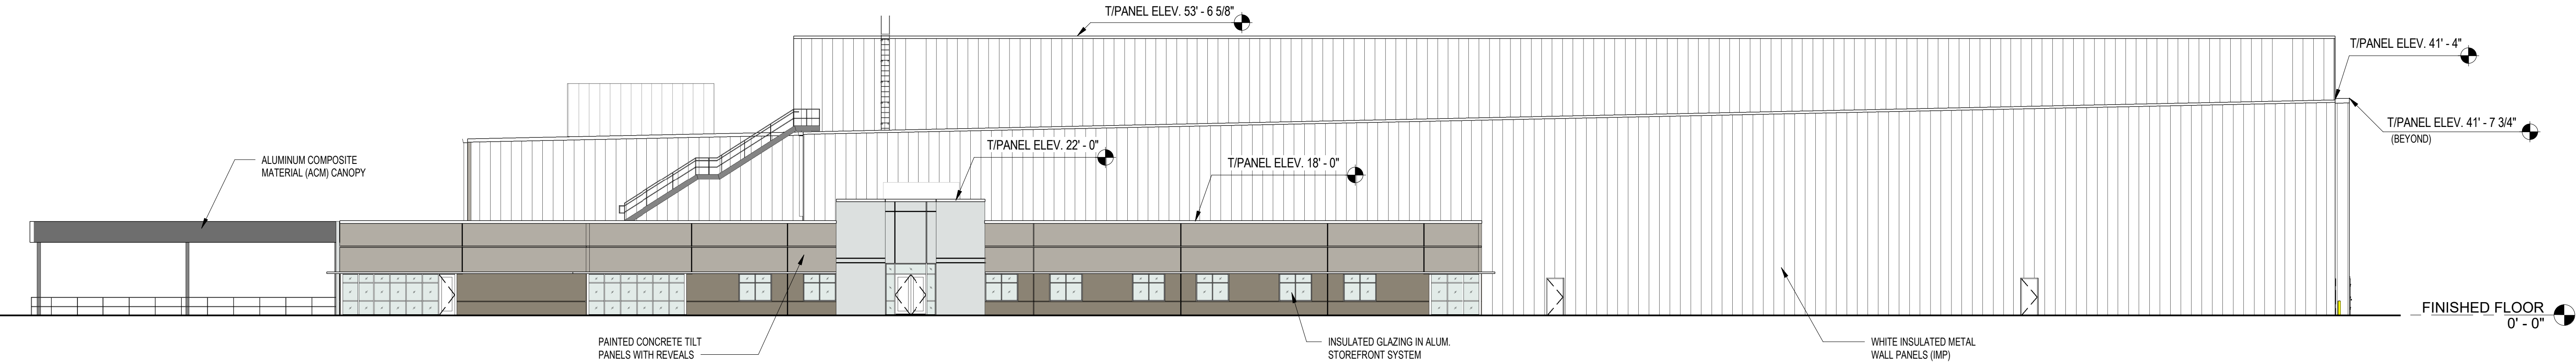 T/PANEL ELEV. 53' - 6 5/8"
T/PANEL ELEV. 41' - 4"
T/PANEL ELEV. 41' - 7 3/4"
(BEYOND)
T/PANEL ELEV. 22' - 0"
T/PANEL ELEV. 18' - 0"
ALUMINUM COMPOSITE
MATERIAL (ACM) CANOPY
FINISHED FLOOR
0' - 0"
PAINTED CONCRETE TILT
PANELS WITH REVEALS
INSULATED GLAZING IN ALUM.
STOREFRONT SYSTEM
WHITE INSULATED METAL
WALL PANELS (IMP)